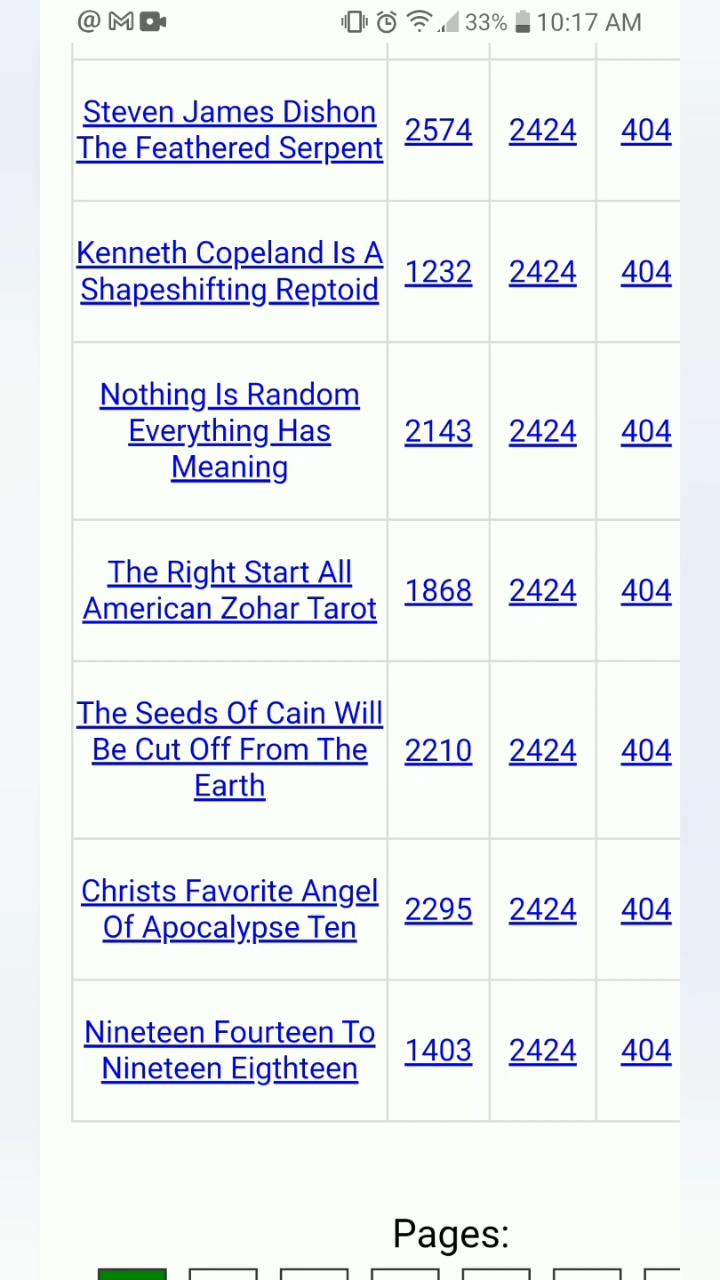 @ 33% 10:17 AM
Steven James Dishon
The Feathered Serpent
2574 2424 404
Kenneth Copeland Is A
Shapeshifting Reptoid
1232 2424 404
Nothing Is Random
Everything Has
Meaning
2143 2424 404
The Right Start All
American Zohar Tarot
1868 2424 404
The Seeds Of Cain Will
Be Cut Off From The
Earth
2210 2424 404
Christs Favorite Angel
Of Apocalypse Ten
2295 2424 404
Nineteen Fourteen To
Nineteen Eighteen
1403 2424 404
Pages: